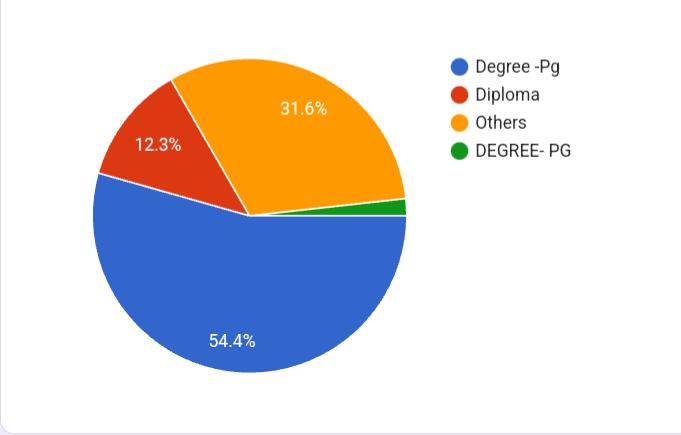 Degree -Pg
Diploma
Others
DEGREE- PG
31.6%
12.3%
54.4%